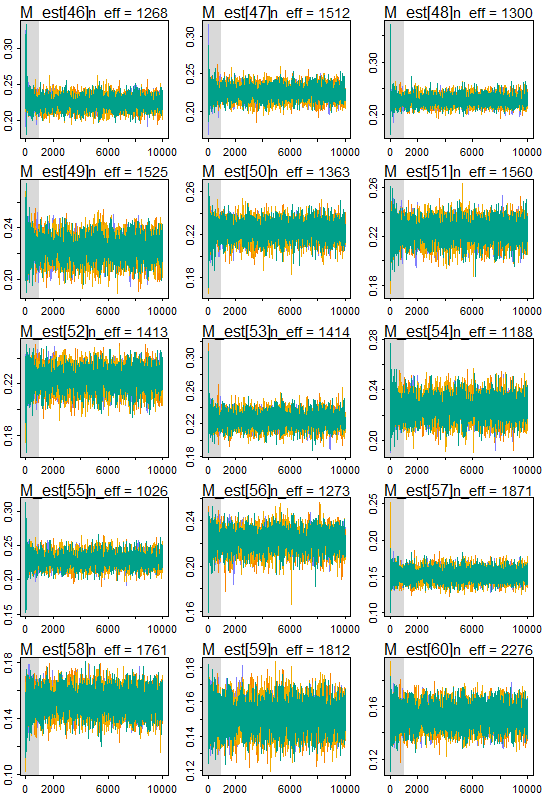 M_est[46]n_eff = 1268 M_est[47]n_eff = 1512 M_est[48]n_eff = 1300
0.30 0.30 0.30
0.25 0.25
0.20 0.20 0.20
0 2000 6000 10000 0 2000 6000 10000 0 2000 6000 10000
M_est[49]n_eff = 1525 M_est[50]n_eff = 1363 M_est[51]n_eff = 1560
0.24 0.26 0.26
0.22 0.22
0.20 0.18 0.18
0 2000 6000 10000 0 2000 6000 10000 0 2000 6000 10000
M_est[52]n_eff = 1413 M_est[53]n_eff = 1414 M_est[54]n_eff = 1188
0.22 0.30 0.28
0.26 0.24
0.22
0.18 0.18 0.20
0 2000 6000 10000 0 2000 6000 10000 0 2000 6000 10000
M_est[55]n_eff = 1026 M_est[56]n_eff = 1273 M_est[57]n_eff = 1871
0.30 0.24 0.25
0.25 0.20
0.20 0.20 0.15
0.15 0.16 0.10
0 2000 6000 10000 0 2000 6000 10000 0 2000 6000 10000
M_est[58]n_eff = 1761 M_est[59]n_eff = 1812 M_est[60]n_eff = 2276
0.18 0.18 0.16
0.16
0.14 0.14
0.10 0.12 0.12
0 2000 6000 10000 0 2000 6000 10000 0 2000 6000 10000